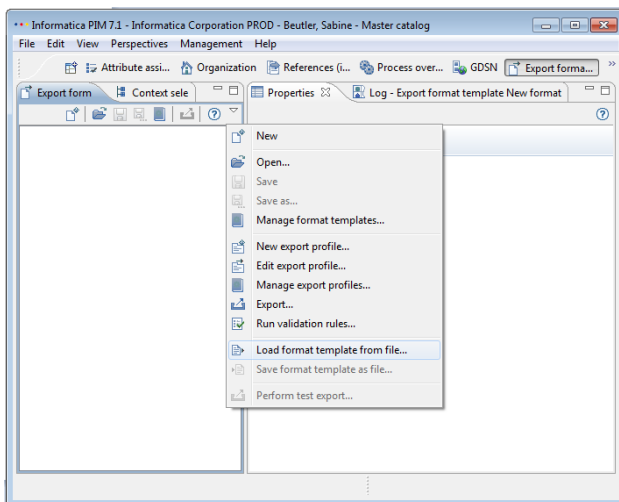 Informatica PIM 7.1 - Informatica Corporation PROD - Beutler, Sabine - Master catalog
File Edit View Perspectives Management Help
Attribute assi... Organization References (i... Process over... GDSN Export forma... »
Export form Context sele Properties Log - Export format template New format
New
Open...
Save
Save as...
Manage format templates...
New export profile...
Edit export profile...
Manage export profiles...
Export...
Run validation rules...
Load format template from file...
Save format template as file...
Perform test export...